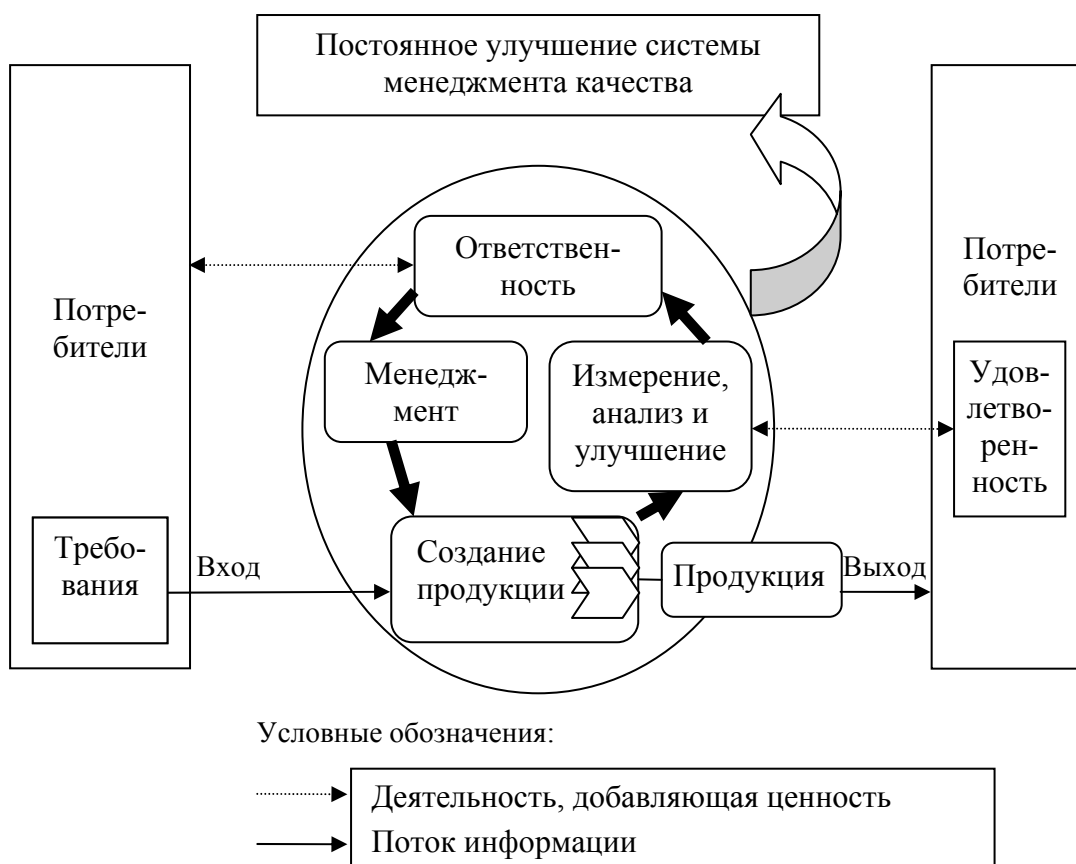 Постоянное улучшение системы
менеджмента качества
Потре-
бители
Требо-
вания
Вход
Ответствен-
ность
Менедж-
мент
Измерение,
анализ и
улучшение
Создание
продукции
Продукция
Выход
Потре-
бители
Удов-
летво-
рен-
ность
Условные обозначения:
Деятельность, добавляющая ценность
Поток информации